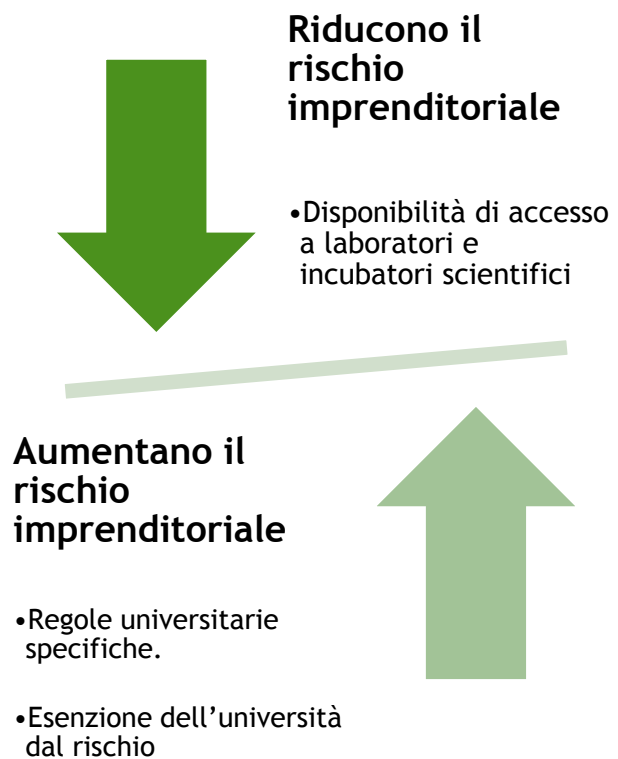 Riducono il
rischio
imprenditoriale
•Disponibilità di accesso
a laboratori e
incubatori scientifici
Aumentano il
rischio
imprenditoriale
•Regole universitarie
specifiche.
•Esenzione dell’università
dal rischio